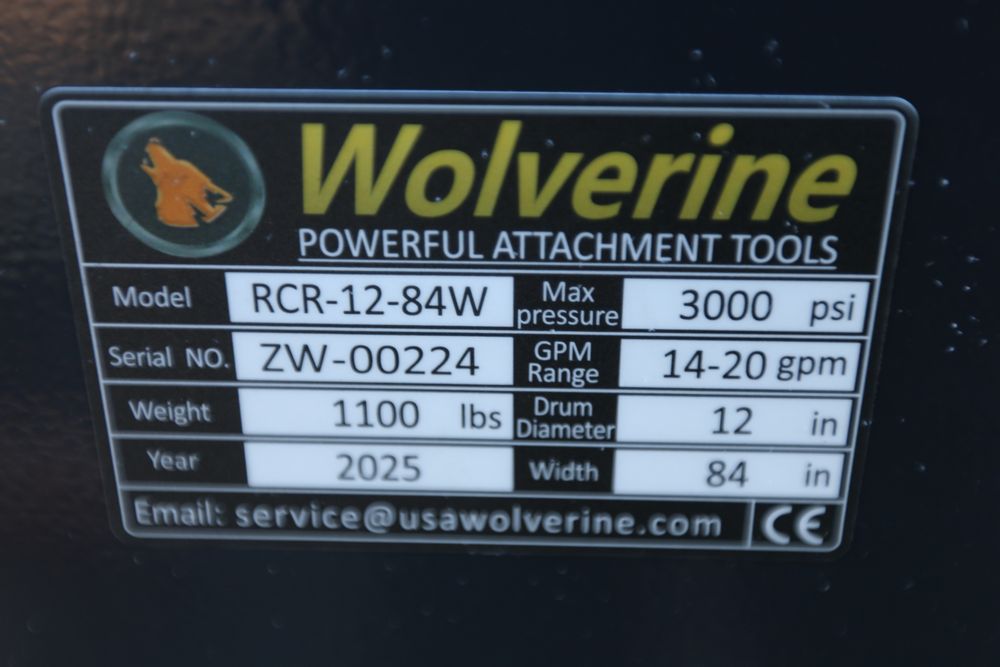 Wolverine
POWERFUL ATTACHMENT TOOLS
Model RCR-12-84W Max pressure 3000 psi
Serial NO. ZW-00224 GPM Range 14-20 gpm
Weight 1100 lbs Drum Diameter 12 in
Year 2025 Width 84 in
Email: service@usawolverine.com CE